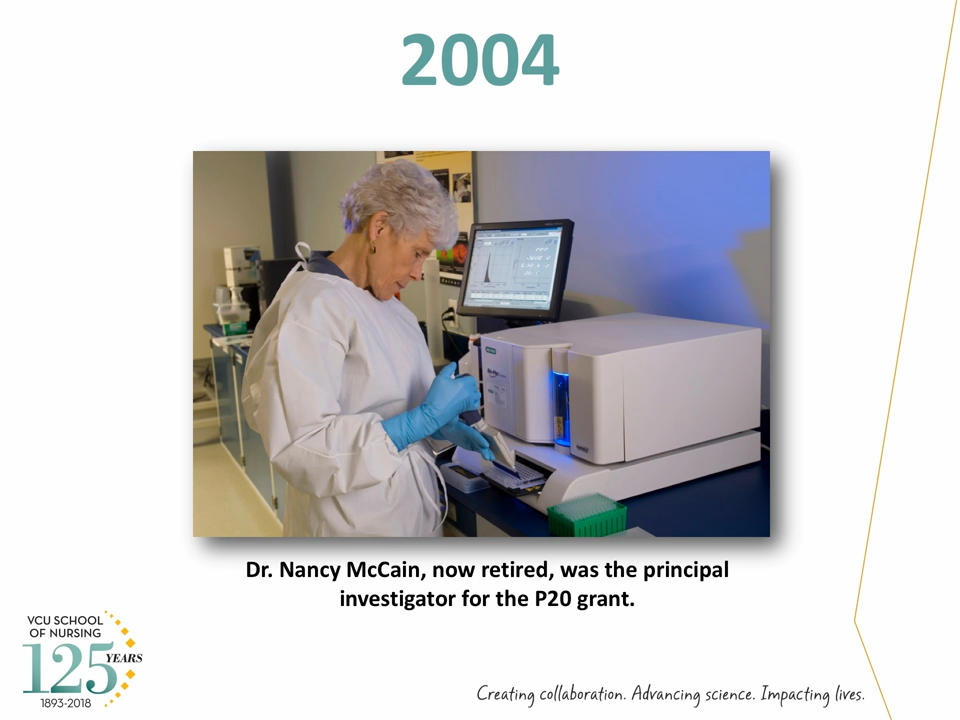 2004
Dr. Nancy McCain, now retired, was the principal
investigator for the P20 grant.
VCU SCHOOL
OF NURSING
125 YEARS
1893-2018
Creating collaboration. Advancing science. Impacting lives.